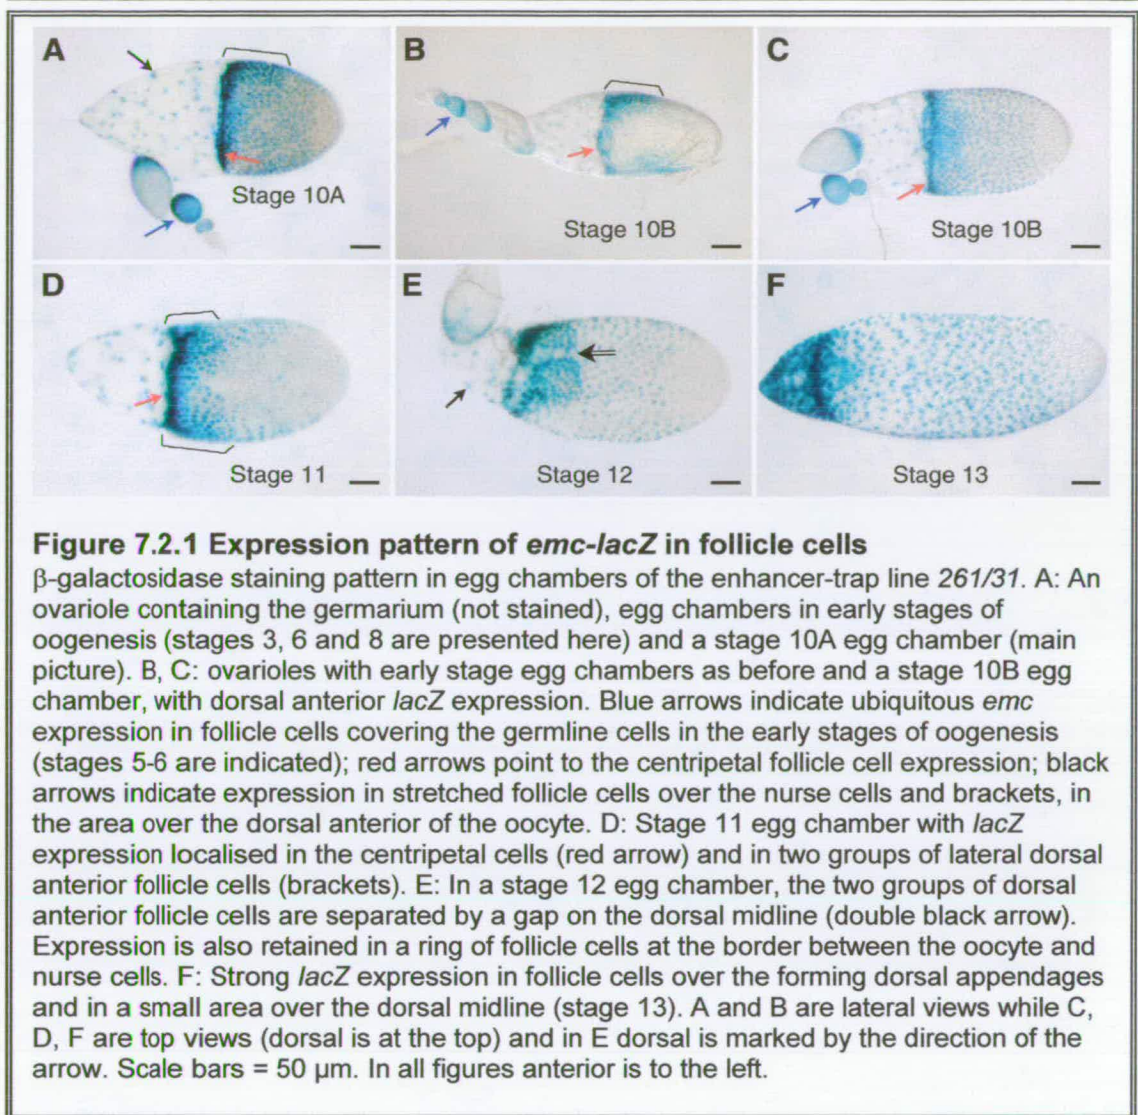 A
B
C
Stage 10A
Stage 10B
Stage 10B
D
E
F
Stage 11
Stage 12
Stage 13
Figure 7.2.1 Expression pattern of emc-lacZ in follicle cells
β-galactosidase staining pattern in egg chambers of the enhancer-trap line 261/31. A: An
ovariole containing the germarium (not stained), egg chambers in early stages of
oogenesis (stages 3, 6 and 8 are presented here) and a stage 10A egg chamber (main
picture). B, C: ovarioles with early stage egg chambers as before and a stage 10B egg
chamber, with dorsal anterior lacZ expression. Blue arrows indicate ubiquitous emc
expression in follicle cells covering the germline cells in the early stages of oogenesis
(stages 5-6 are indicated); red arrows point to the centripetal follicle cell expression; black
arrows indicate expression in stretched follicle cells over the nurse cells and brackets, in
the area over the dorsal anterior of the oocyte. D: Stage 11 egg chamber with lacZ
expression localised in the centripetal cells (red arrow) and in two groups of lateral dorsal
anterior follicle cells (brackets). E: In a stage 12 egg chamber, the two groups of dorsal
anterior follicle cells are separated by a gap on the dorsal midline (double black arrow).
Expression is also retained in a ring of follicle cells at the border between the oocyte and
nurse cells. F: Strong lacZ expression in follicle cells over the forming dorsal appendages
and in a small area over the dorsal midline (stage 13). A and B are lateral views while C,
D, F are top views (dorsal is at the top) and in E dorsal is marked by the direction of the
arrow. Scale bars = 50 µm. In all figures anterior is to the left.